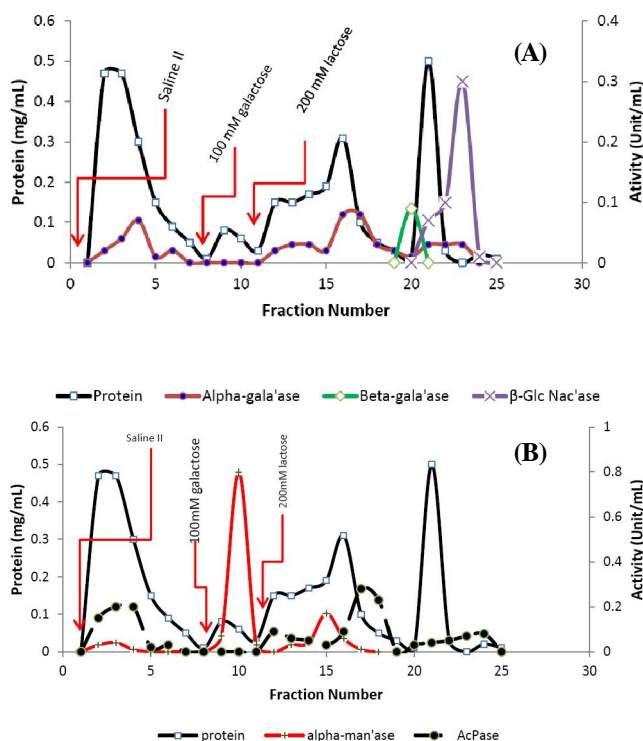 (A)
0.6
0.5
0.4
0.3
0.2
0.1
0
Protein (mg/mL)
0.4
0.3
0.2
0.1
0
Ativity (Unit/mL)
Saline II
100 mM galactose
200 mM lactose
0 5 10 15 20 25 30
Fraction Number
Protein Alpha-gala'ase Beta-gala'ase β-Glc Nac'ase
(B)
0.6
0.5
0.4
0.3
0.2
0.1
0
Protein (mg/mL)
1
0.8
0.6
0.4
0.2
0
Activity (Unit/mL)
Saline II
100mM galactose
200mM lactose
0 5 10 15 20 25 30
Fraction Number
protein alpha-man'ase AcPase